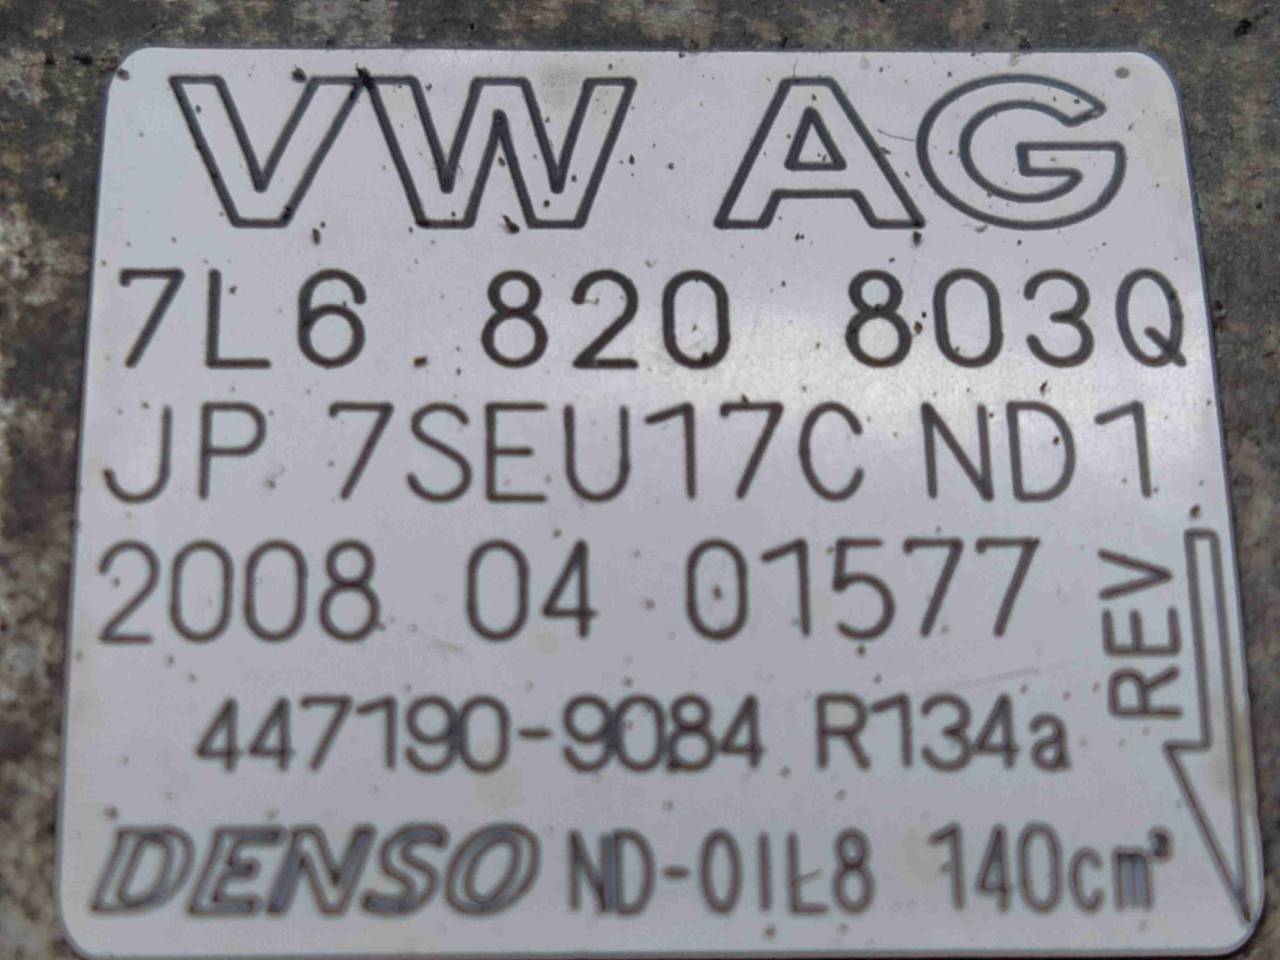 VW AG
7L6 820 803Q
JP 7SEU17C ND1
2008 04 01577
REV
447190-9084 R134a
DENSO ND-OIL8 140cm³